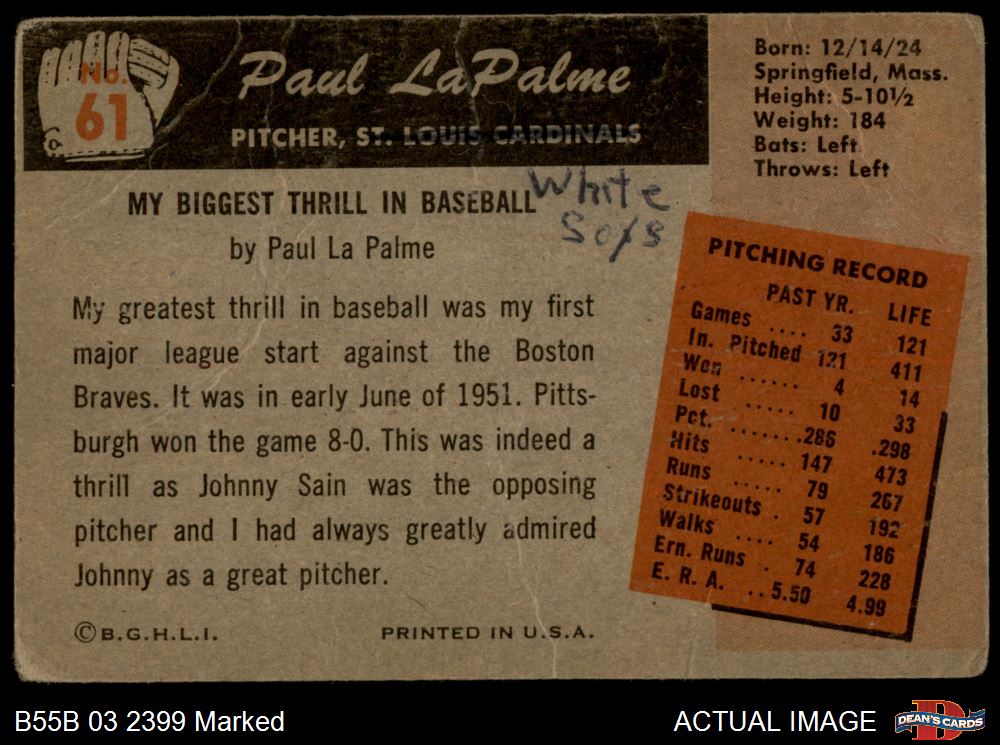 No.
61
Paul LaPalme
PITCHER, ST. LOUIS CARDINALS
White
Sox
Born: 12/14/24
Springfield, Mass.
Height: 5-10½
Weight: 184
Bats: Left
Throws: Left
MY BIGGEST THRILL IN BASEBALL
by Paul La Palme
My greatest thrill in baseball was my first
major league start against the Boston
Braves. It was in early June of 1951. Pitts-
burgh won the game 8-0. This was indeed a
thrill as Johnny Sain was the opposing
pitcher and I had always greatly admired
Johnny as a great pitcher.
©B.G.H.L.I. PRINTED IN U.S.A.
PITCHING RECORD
PAST YR. LIFE
Games .... 33 121
In. Pitched 121 411
Won ...... 4 14
Lost ..... 10 33
Pct. .......286 .298
Hits ..... 147 473
Runs ..... 79 267
Strikeouts . 57 192
Walks .... 54 186
Ern. Runs . 74 228
E. R. A. ..5.50 4.99
B55B 03 2399 Marked
ACTUAL IMAGE
DEAN'S CARDS